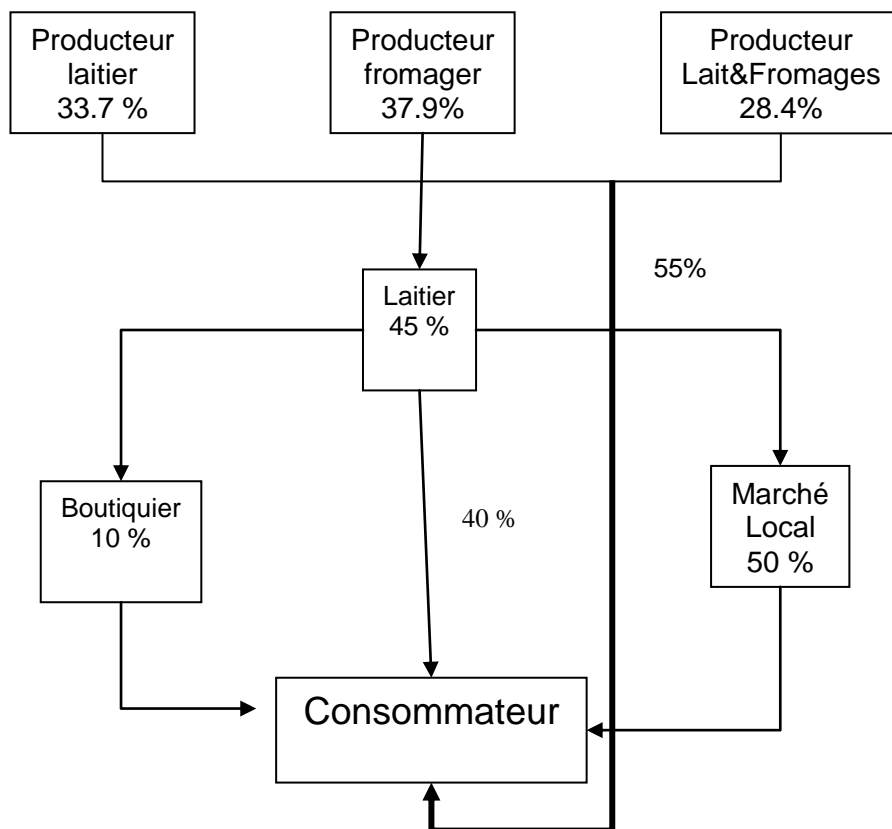 Producteur
laitier
33.7 %
Producteur
fromager
37.9%
Producteur
Lait&Fromages
28.4%
55%
Laitier
45 %
Boutiquier
10 %
40 %
Marché
Local
50 %
Consommateur